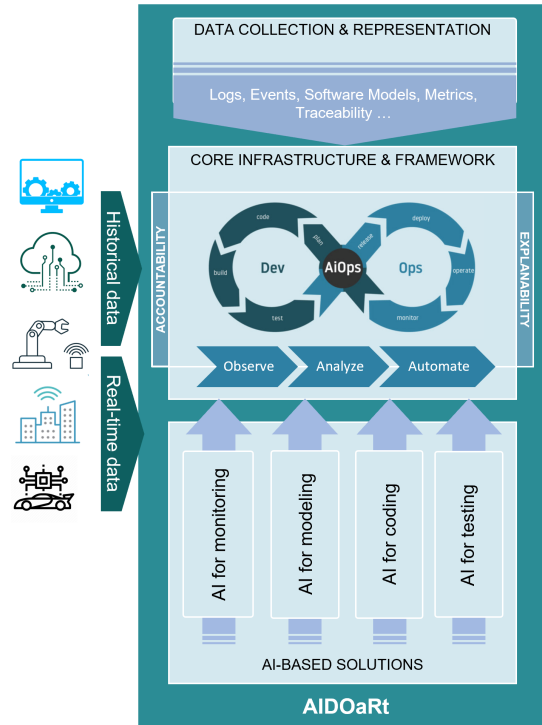 DATA COLLECTION & REPRESENTATION
Logs, Events, Software Models, Metrics,
Traceability ...
CORE INFRASTRUCTURE & FRAMEWORK
Historical data
Real-time data
ACCOUNTABILITY
EXPLANABILITY
code
plan
build
test
Dev
AiOps
release
deploy
Ops
operate
monitor
Observe
Analyze
Automate
AI for monitoring
AI for modeling
AI for coding
AI for testing
AI-BASED SOLUTIONS
AIDOaRt